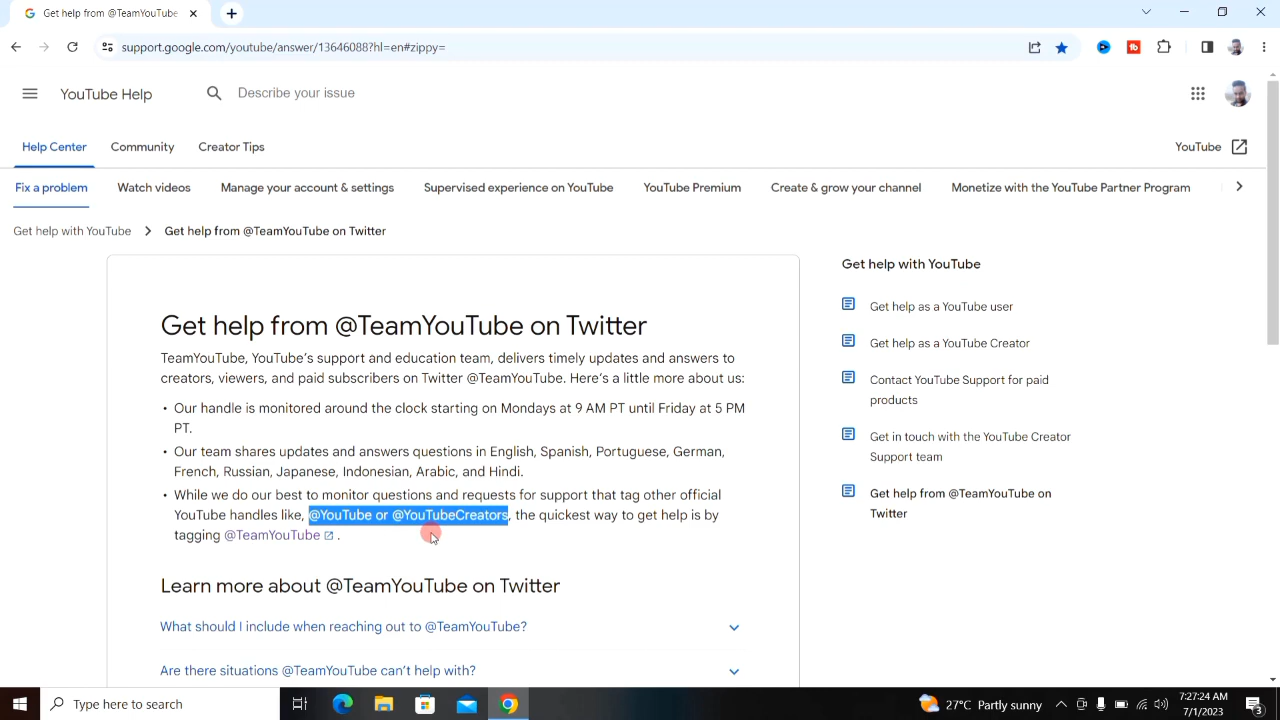 Get help from @TeamYouTube
support.google.com/youtube/answer/13646088?hl=en#zippy=
YouTube Help
Describe your issue
Help Center
Community
Creator Tips
YouTube
Fix a problem
Watch videos
Manage your account & settings
Supervised experience on YouTube
YouTube Premium
Create & grow your channel
Monetize with the YouTube Partner Program
Get help with YouTube
Get help from @TeamYouTube on Twitter
Get help from @TeamYouTube on Twitter
TeamYouTube, YouTube's support and education team, delivers timely updates and answers to
creators, viewers, and paid subscribers on Twitter @TeamYouTube. Here's a little more about us:
• Our handle is monitored around the clock starting on Mondays at 9 AM PT until Friday at 5 PM
PT.
• Our team shares updates and answers questions in English, Spanish, Portuguese, German,
French, Russian, Japanese, Indonesian, Arabic, and Hindi.
• While we do our best to monitor questions and requests for support that tag other official
YouTube handles like, @YouTube or @YouTubeCreators, the quickest way to get help is by
tagging @TeamYouTube .
Learn more about @TeamYouTube on Twitter
What should I include when reaching out to @TeamYouTube?
Are there situations @TeamYouTube can't help with?
Get help with YouTube
Get help as a YouTube user
Get help as a YouTube Creator
Contact YouTube Support for paid
products
Get in touch with the YouTube Creator
Support team
Get help from @TeamYouTube on
Twitter
Type here to search
27°C Partly sunny
7:27:24 AM
7/1/2023
3